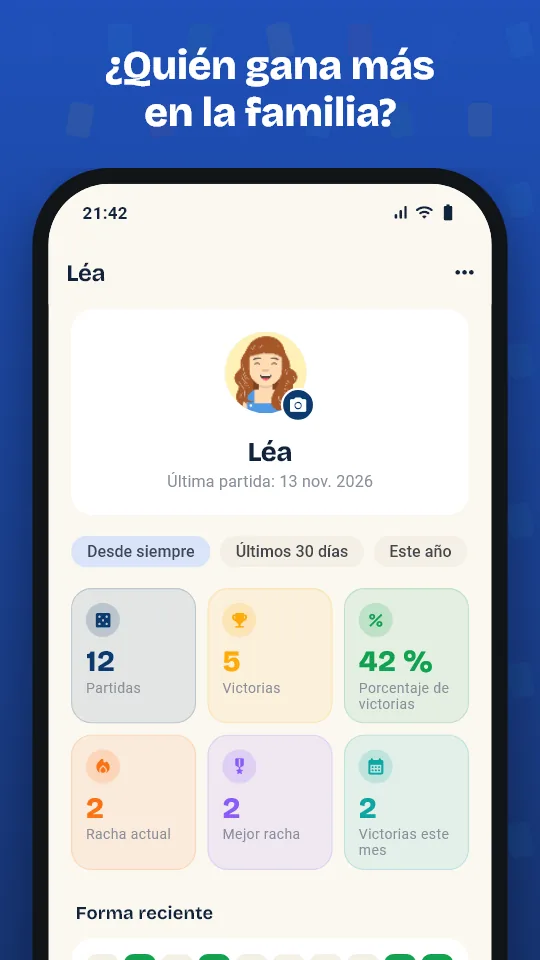 ¿Quién gana más
en la familia?
21:42
Léa
Léa
Última partida: 13 nov. 2026
Desde siempre
Últimos 30 días
Este año
12
Partidas
5
Victorias
42 %
Porcentaje de
victorias
2
Racha actual
2
Mejor racha
2
Victorias este
mes
Forma reciente